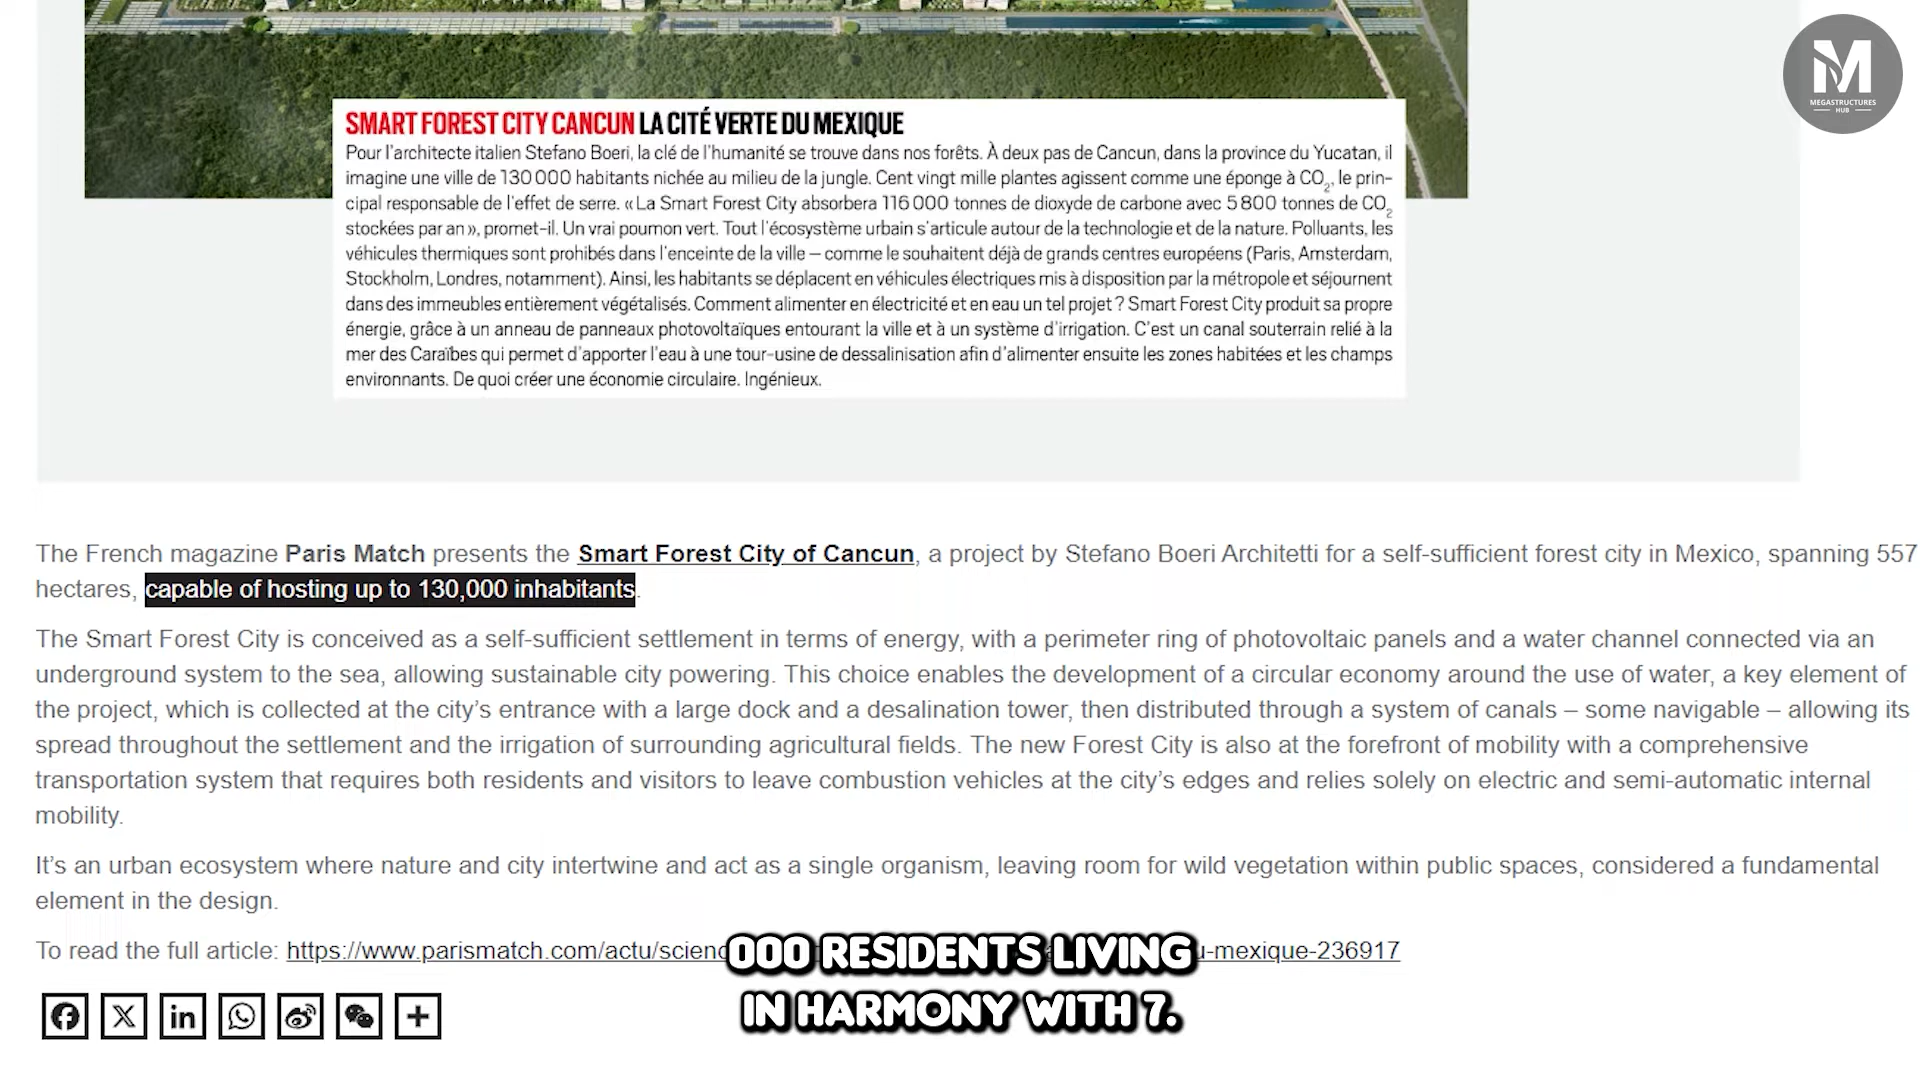 M
MEGASTRUCTURES
HUB
SMART FOREST CITY CANCUN LA CITÉ VERTE DU MEXIQUE
Pour l'architecte italien Stefano Boeri, la clé de l'humanité se trouve dans nos forêts. À deux pas de Cancun, dans la province du Yucatan, il
imagine une ville de 130 000 habitants nichée au milieu de la jungle. Cent vingt mille plantes agissent comme une éponge à CO₂, le prin-
cipal responsable de l'effet de serre. « La Smart Forest City absorbera 116 000 tonnes de dioxyde de carbone avec 5 800 tonnes de CO₂
stockées par an », promet-il. Un vrai poumon vert. Tout l'écosystème urbain s'articule autour de la technologie et de la nature. Polluants, les
véhicules thermiques sont prohibés dans l'enceinte de la ville – comme le souhaitent déjà de grands centres européens (Paris, Amsterdam,
Stockholm, Londres, notamment). Ainsi, les habitants se déplacent en véhicules électriques mis à disposition par la métropole et séjournent
dans des immeubles entièrement végétalisés. Comment alimenter en électricité et en eau un tel projet ? Smart Forest City produit sa propre
énergie, grâce à un anneau de panneaux photovoltaïques entourant la ville et à un système d'irrigation. C'est un canal souterrain relié à la
mer des Caraïbes qui permet d'apporter l'eau à une tour-usine de dessalinisation afin d'alimenter ensuite les zones habitées et les champs
environnants. De quoi créer une économie circulaire. Ingénieux.
The French magazine Paris Match presents the Smart Forest City of Cancun, a project by Stefano Boeri Architetti for a self-sufficient forest city in Mexico, spanning 557
hectares, capable of hosting up to 130,000 inhabitants.
The Smart Forest City is conceived as a self-sufficient settlement in terms of energy, with a perimeter ring of photovoltaic panels and a water channel connected via an
underground system to the sea, allowing sustainable city powering. This choice enables the development of a circular economy around the use of water, a key element of
the project, which is collected at the city's entrance with a large dock and a desalination tower, then distributed through a system of canals – some navigable – allowing its
spread throughout the settlement and the irrigation of surrounding agricultural fields. The new Forest City is also at the forefront of mobility with a comprehensive
transportation system that requires both residents and visitors to leave combustion vehicles at the city's edges and relies solely on electric and semi-automatic internal
mobility.
It's an urban ecosystem where nature and city intertwine and act as a single organism, leaving room for wild vegetation within public spaces, considered a fundamental
element in the design.
To read the full article: https://www.parismatch.com/actu/scienc u-mexique-236917
000 RESIDENTS LIVING
IN HARMONY WITH 7.